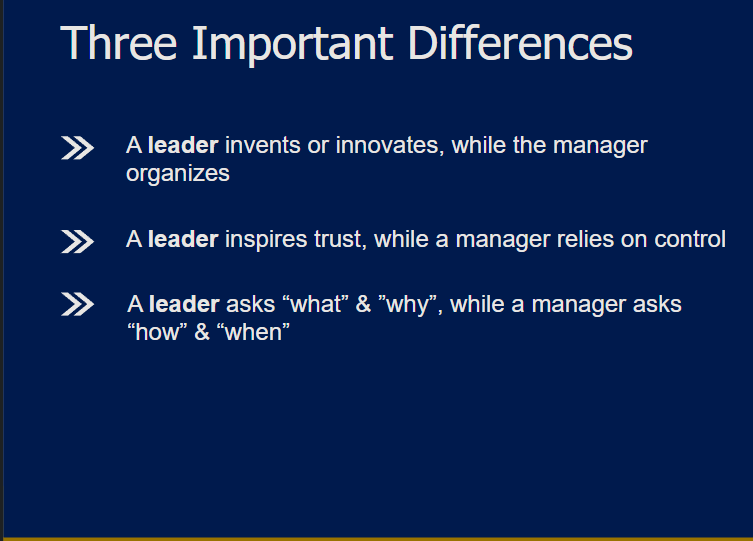 Three Important Differences
A leader invents or innovates, while the manager
organizes
A leader inspires trust, while a manager relies on control
A leader asks “what” & ”why”, while a manager asks
“how” & “when”